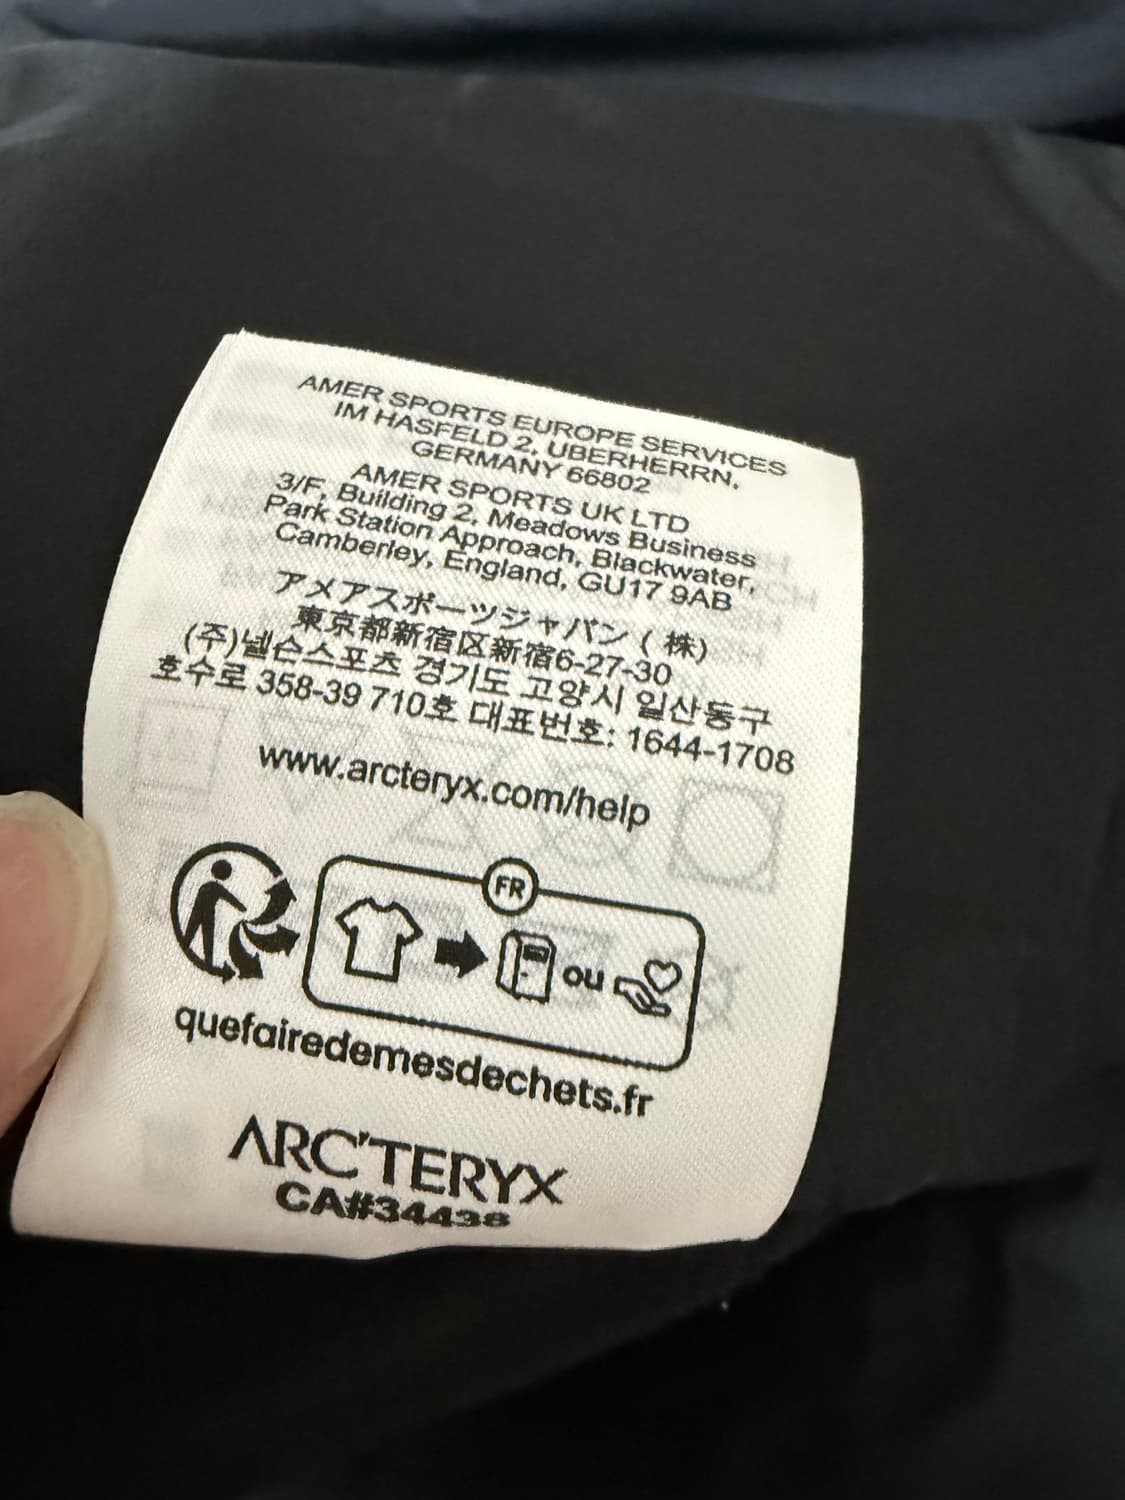 AMER SPORTS EUROPE SERVICES
IM HASFELD 2, UBERHERRN,
GERMANY 66802
AMER SPORTS UK LTD
3/F, Building 2, Meadows Business
Park Station Approach, Blackwater,
Camberley, England, GU17 9AB
アメアスポーツジャパン ( 株)
東京都新宿区新宿6-27-30
(주)넬슨스포츠 경기도 고양시 일산동구
호수로 358-39 710호 대표번호: 1644-1708
www.arcteryx.com/help
FR
ou
quefairedemesdechets.fr
ARC'TERYX
CA#34438